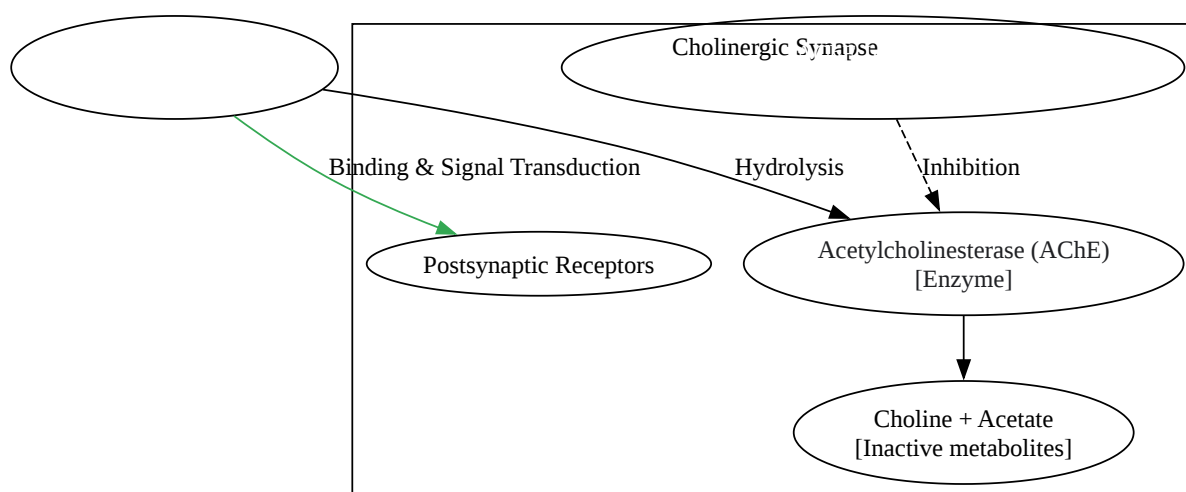 Cholinergic Synapse
Binding & Signal Transduction
Hydrolysis
Inhibition
Postsynaptic Receptors
Acetylcholinesterase (AChE)
[Enzyme]
Choline + Acetate
[Inactive metabolites]